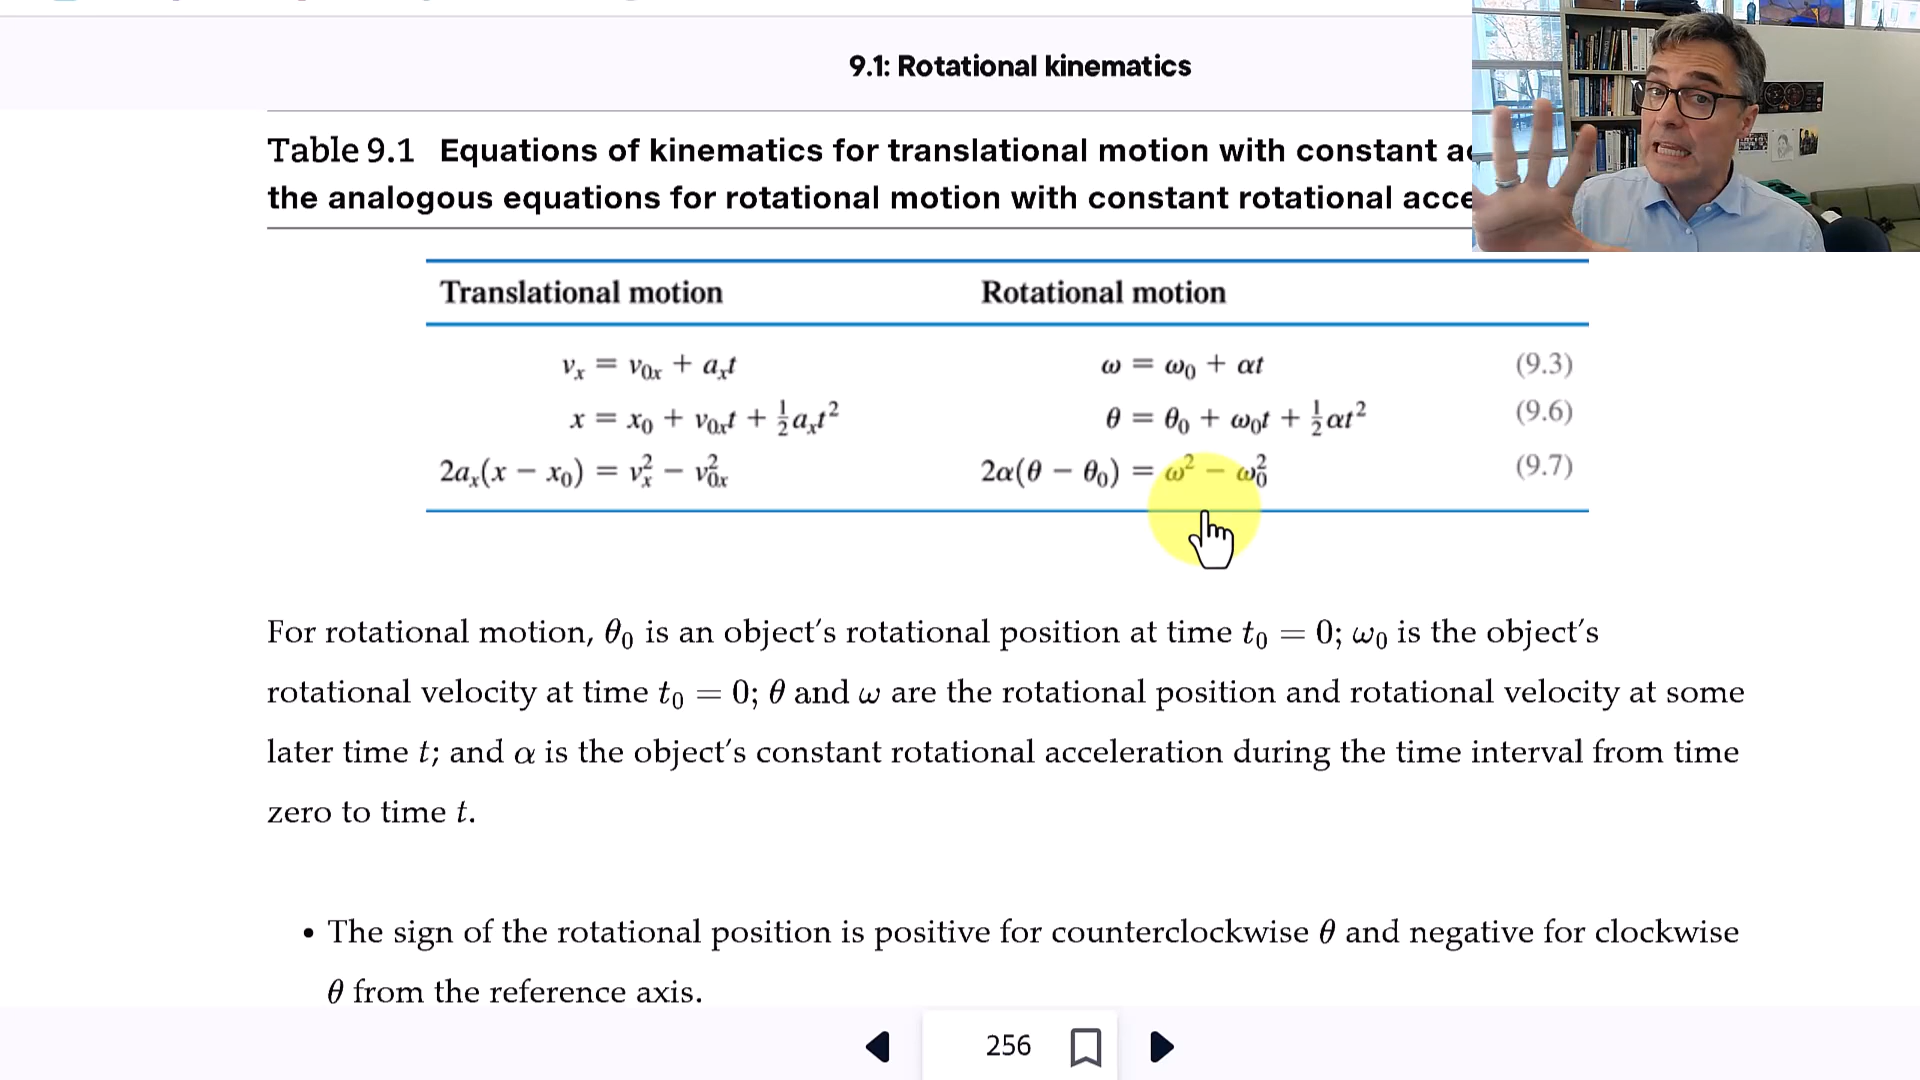 9.1: Rotational kinematics
Table 9.1 Equations of kinematics for translational motion with constant
the analogous equations for rotational motion with constant rotational acce
Translational motion Rotational motion
vₓ = v₀ₓ + aₓt ω = ω₀ + αt (9.3)
x = x₀ + v₀ₓt + ½aₓt² θ = θ₀ + ω₀t + ½αt² (9.6)
2aₓ(x − x₀) = vₓ² − v₀ₓ² 2α(θ − θ₀) = ω² − ω₀² (9.7)
For rotational motion, θ₀ is an object's rotational position at time t₀ = 0; ω₀ is the object's
rotational velocity at time t₀ = 0; θ and ω are the rotational position and rotational velocity at some
later time t; and α is the object's constant rotational acceleration during the time interval from time
zero to time t.
• The sign of the rotational position is positive for counterclockwise θ and negative for clockwise
θ from the reference axis.
256